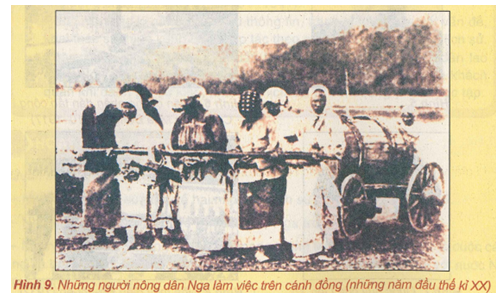 Hình 9. Những người nông dân Nga làm việc trên cánh đồng (những năm đầu thế kỉ XX)